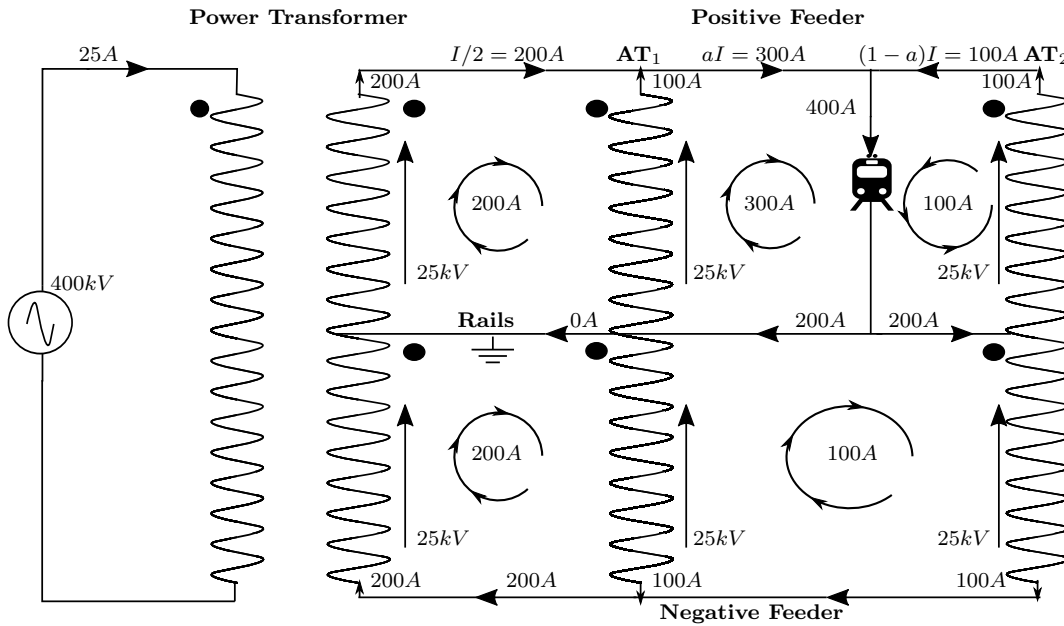 Power Transformer
Positive Feeder
25A
I/2 = 200A
AT₁
aI = 300A
(1−a)I = 100A
AT₂
200A
100A
100A
400A
200A
300A
100A
400kV
25kV
25kV
25kV
Rails
0A
200A
200A
200A
100A
25kV
25kV
25kV
200A
200A
100A
100A
Negative Feeder